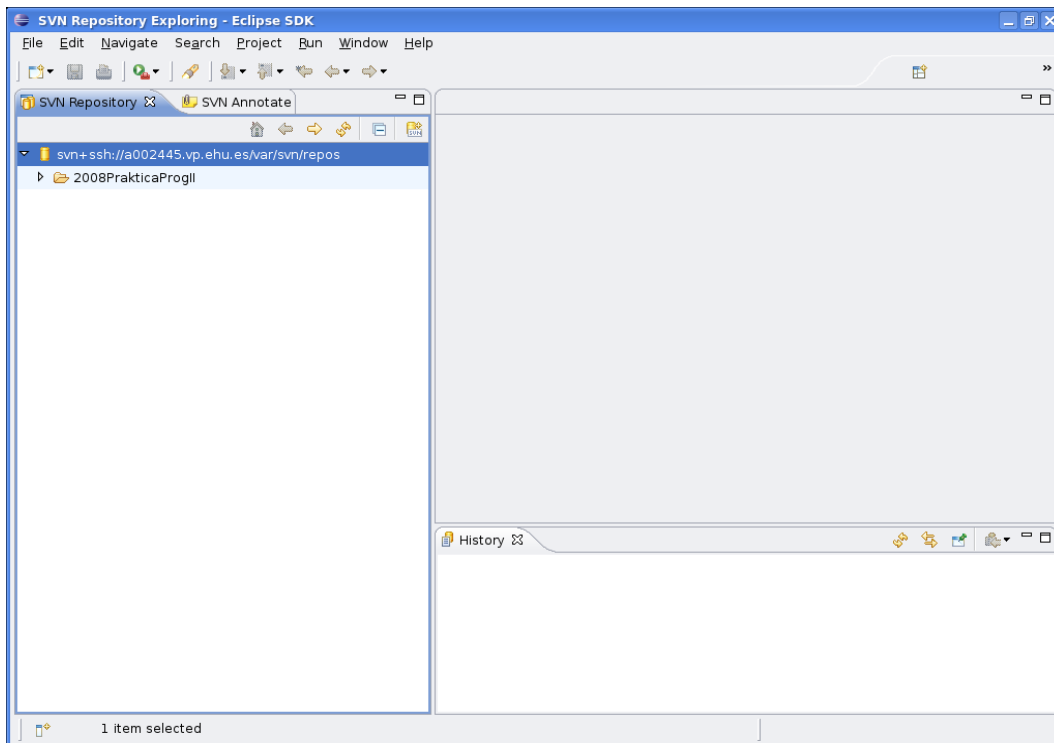 SVN Repository Exploring - Eclipse SDK
File Edit Navigate Search Project Run Window Help
SVN Repository SVN Annotate
SVN
svn+ssh://a002445.vp.ehu.es/var/svn/repos
2008PrakticaProgII
History
1 item selected